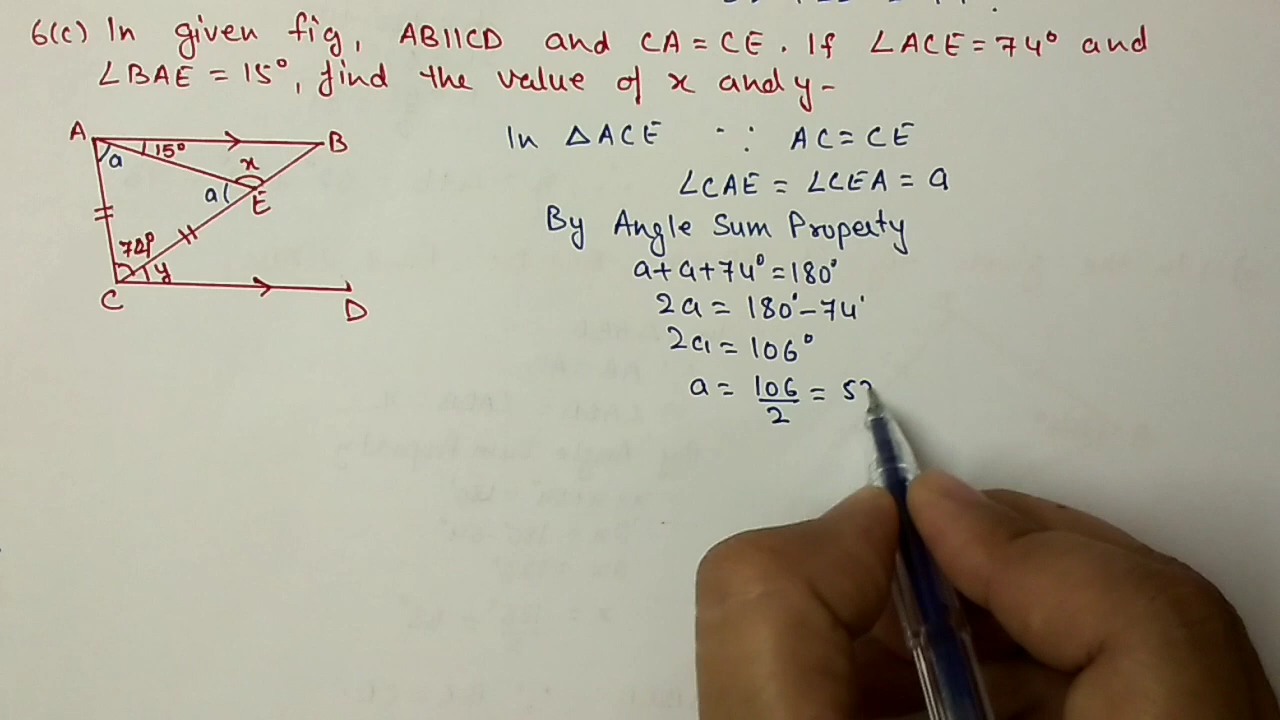 6(c) In given fig, AB||CD and CA = CE. If ∠ACE = 74° and
∠BAE = 15°, find the value of x and y-
A
B
15°
a
x
a
E
74°
y
C
D
In △ACE ∵ AC = CE
∠CAE = ∠CEA = a
By Angle Sum Property
a+a+74°=180°
2a = 180°-74°
2a = 106°
a = 106/2 = 53